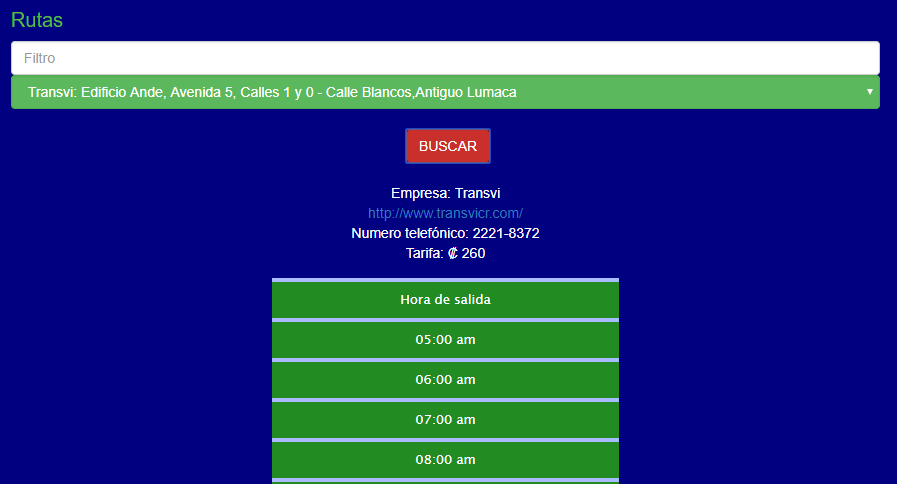 Rutas
Filtro
Transvi: Edificio Ande, Avenida 5, Calles 1 y 0 - Calle Blancos,Antiguo Lumaca
BUSCAR
Empresa: Transvi
http://www.transvicr.com/
Numero telefónico: 2221-8372
Tarifa: ₡ 260
Hora de salida
05:00 am
06:00 am
07:00 am
08:00 am